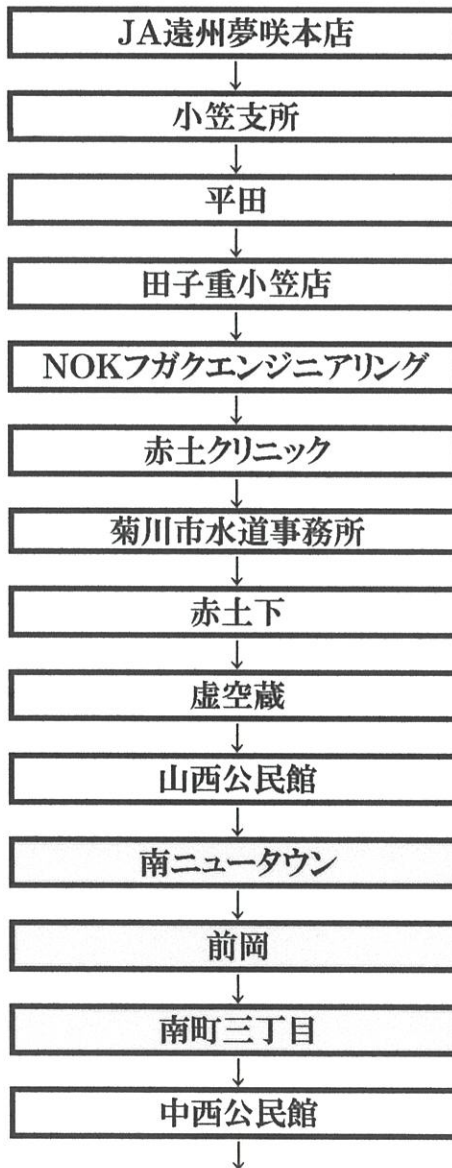 JA遠州夢咲本店
↓
小笠支所
↓
平田
↓
田子重小笠店
↓
NOKフガクエンジニアリング
↓
赤土クリニック
↓
菊川市水道事務所
↓
赤土下
↓
虚空蔵
↓
山西公民館
↓
南ニュータウン
↓
前岡
↓
南町三丁目
↓
中西公民館
↓